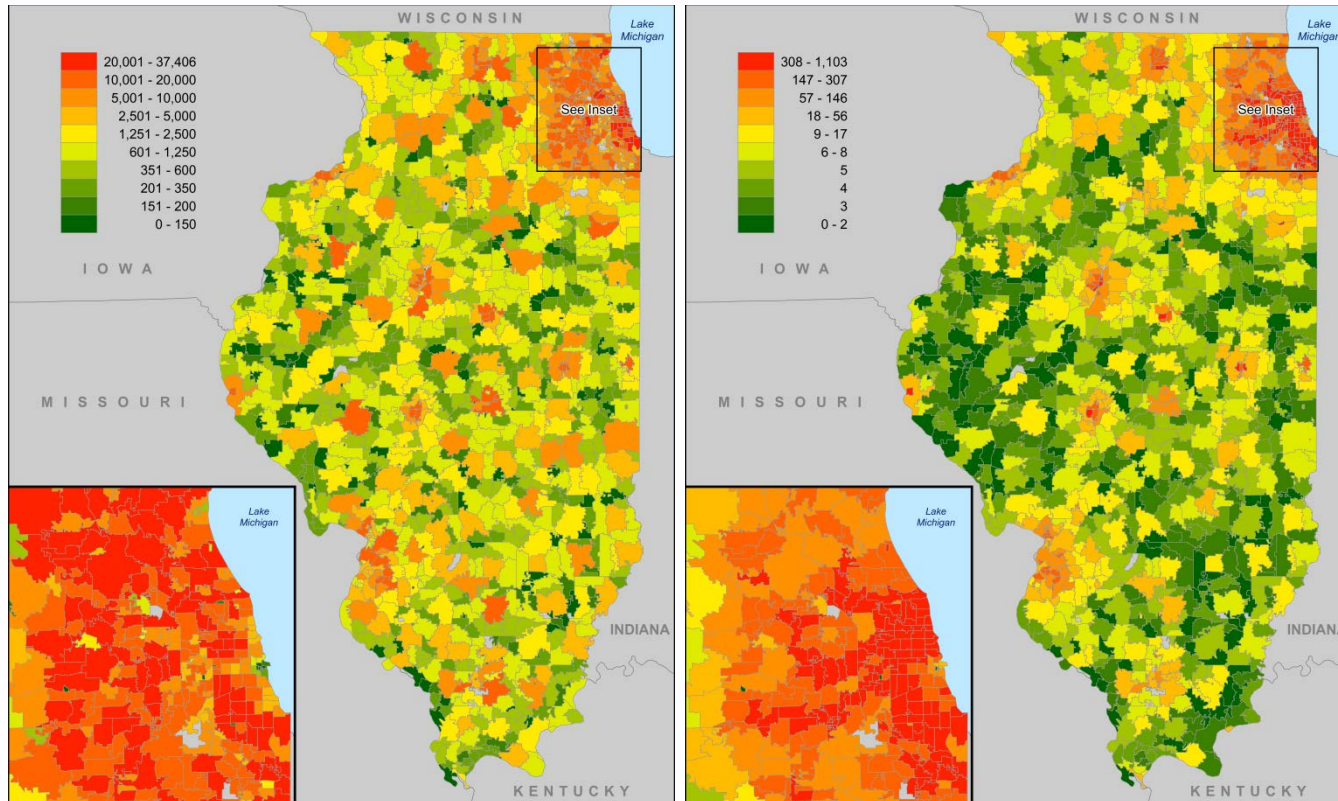 WISCONSIN
Lake
Michigan
20,001 - 37,406
10,001 - 20,000
5,001 - 10,000
2,501 - 5,000
1,251 - 2,500
601 - 1,250
351 - 600
201 - 350
151 - 200
0 - 150
See Inset
IOWA
MISSOURI
Lake
Michigan
INDIANA
KENTUCKY
WISCONSIN
Lake
Michigan
308 - 1,103
147 - 307
57 - 146
18 - 56
9 - 17
6 - 8
5
4
3
0 - 2
See Inset
IOWA
MISSOURI
Lake
Michigan
INDIANA
KENTUCKY